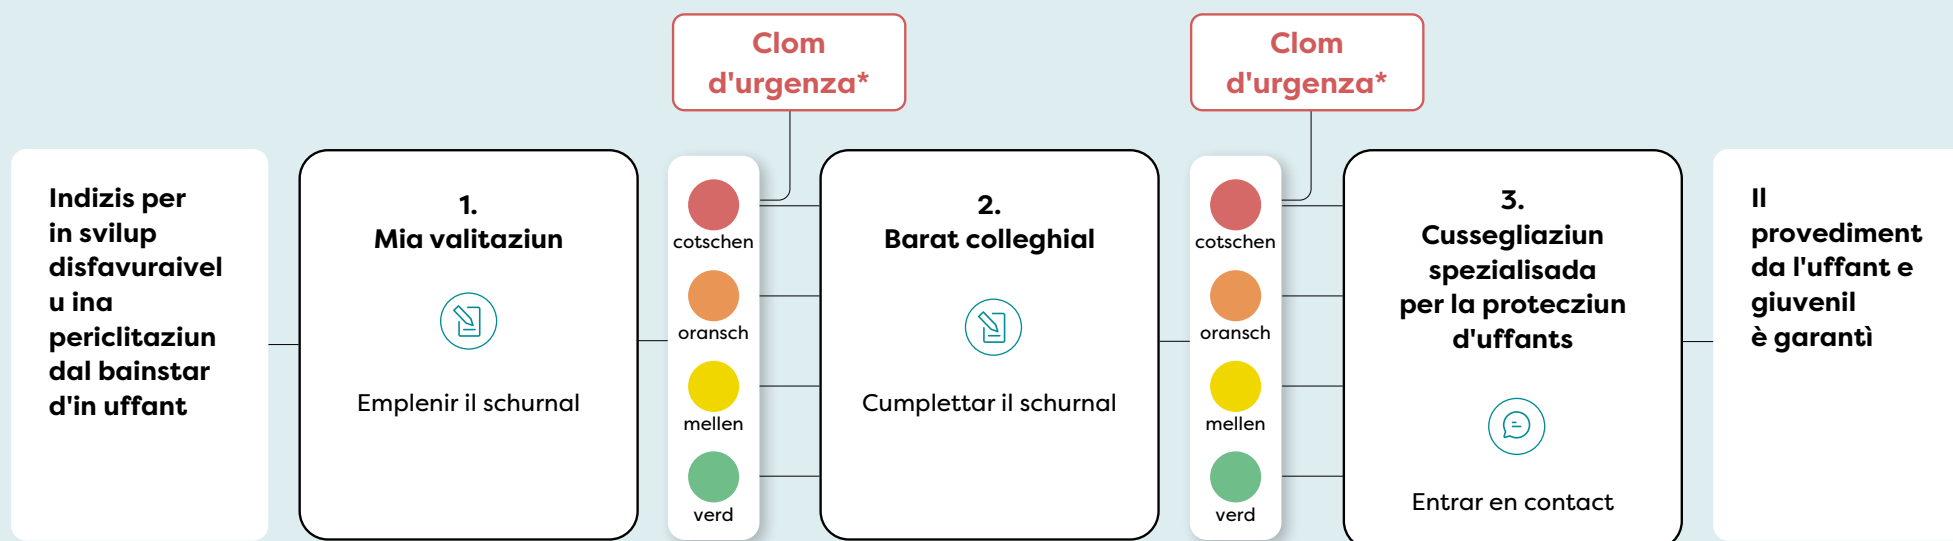 Clom
d'urgenza*
Clom
d'urgenza*
Indizis per
in svilup
disfavuraivel
u ina
periclitaziun
dal bainstar
d'in uffant
1.
Mia valitaziun
Emplenir il schurnal
cotschen
oransch
mellen
verd
2.
Barat colleghial
Cumplettar il schurnal
cotschen
oransch
mellen
verd
3.
Cussegliaziun
spezialisada
per la protecziun
d'uffants
Entrar en contact
Il
provediment
da l'uffant e
giuvenil
è garantì